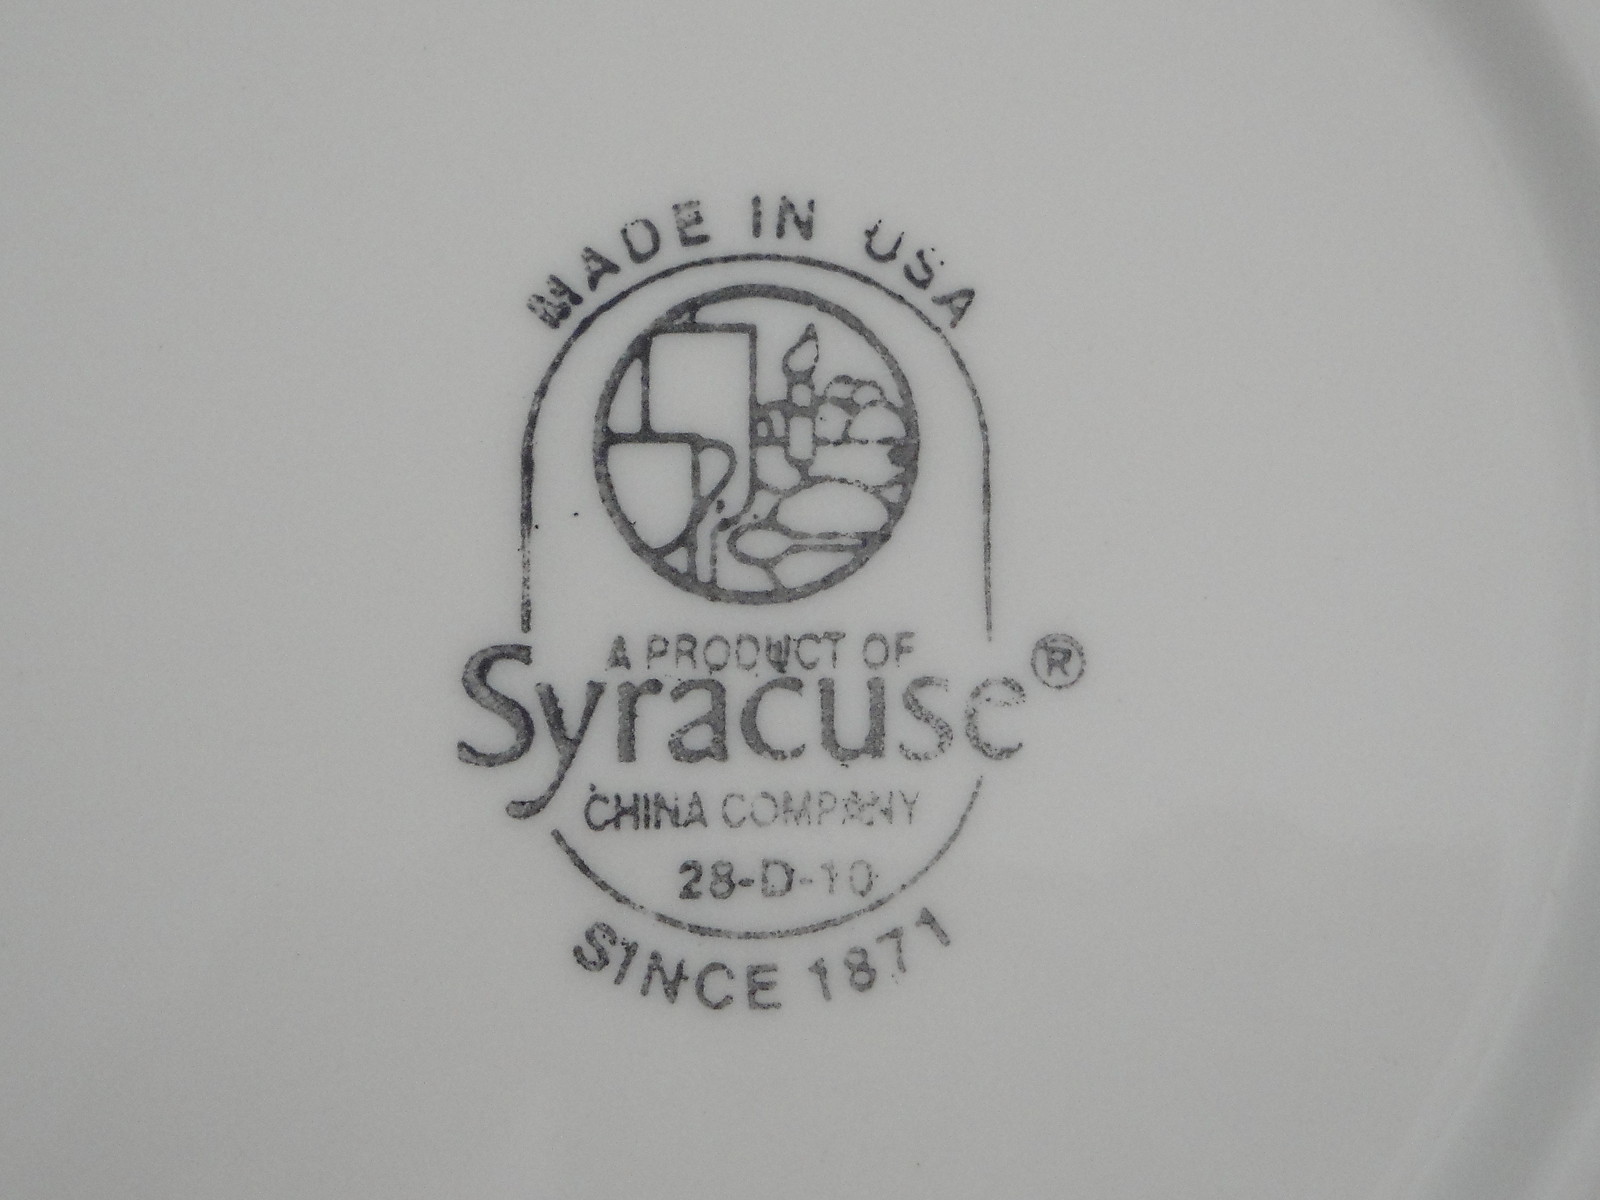 MADE IN USA
A PRODUCT OF
Syracuse®
CHINA COMPANY
28-D-10
SINCE 1871